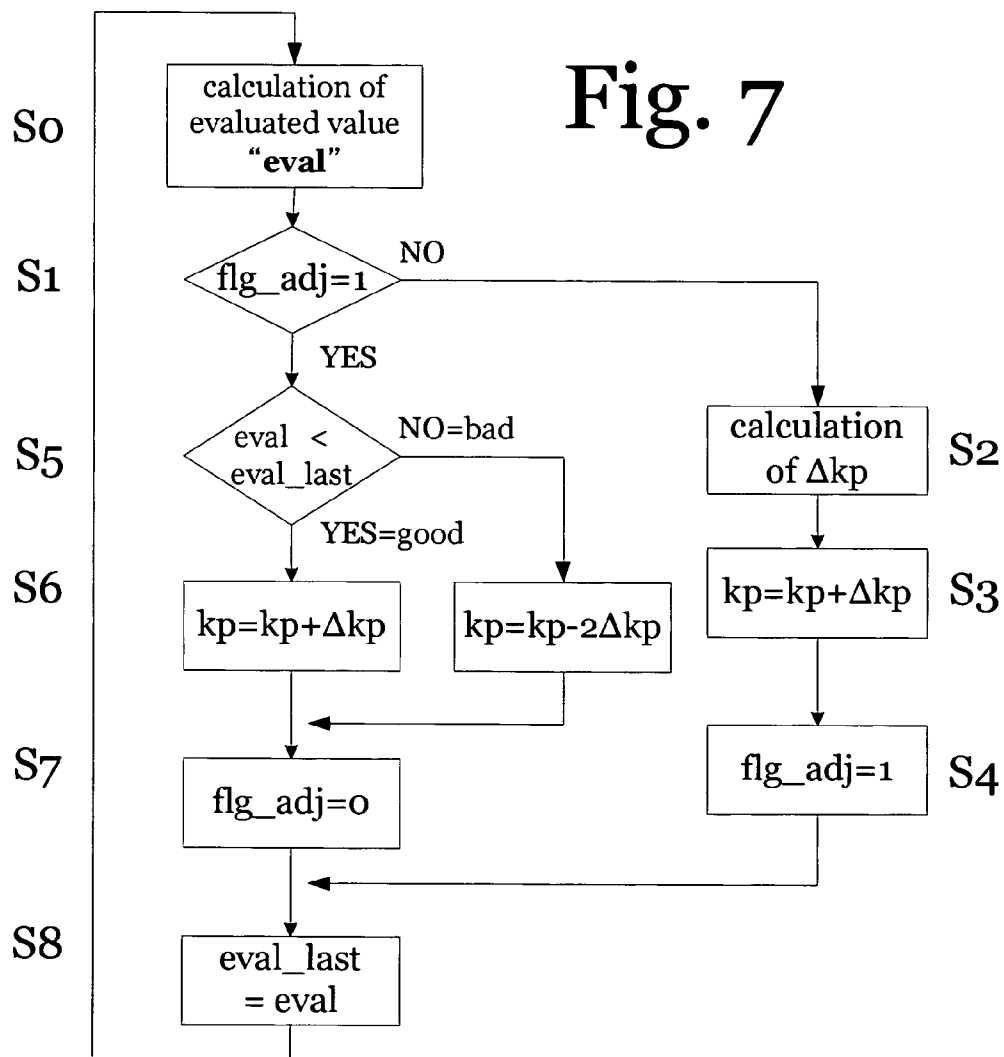 Fig. 7
S0
calculation of
evaluated value
“eval”
S1
flg_adj=1
NO
YES
S5
eval <
eval_last
NO=bad
YES=good
calculation
of Δkp
S2
S6
kp=kp+Δkp
kp=kp-2Δkp
kp=kp+Δkp
S3
S7
flg_adj=0
flg_adj=1
S4
S8
eval_last
= eval